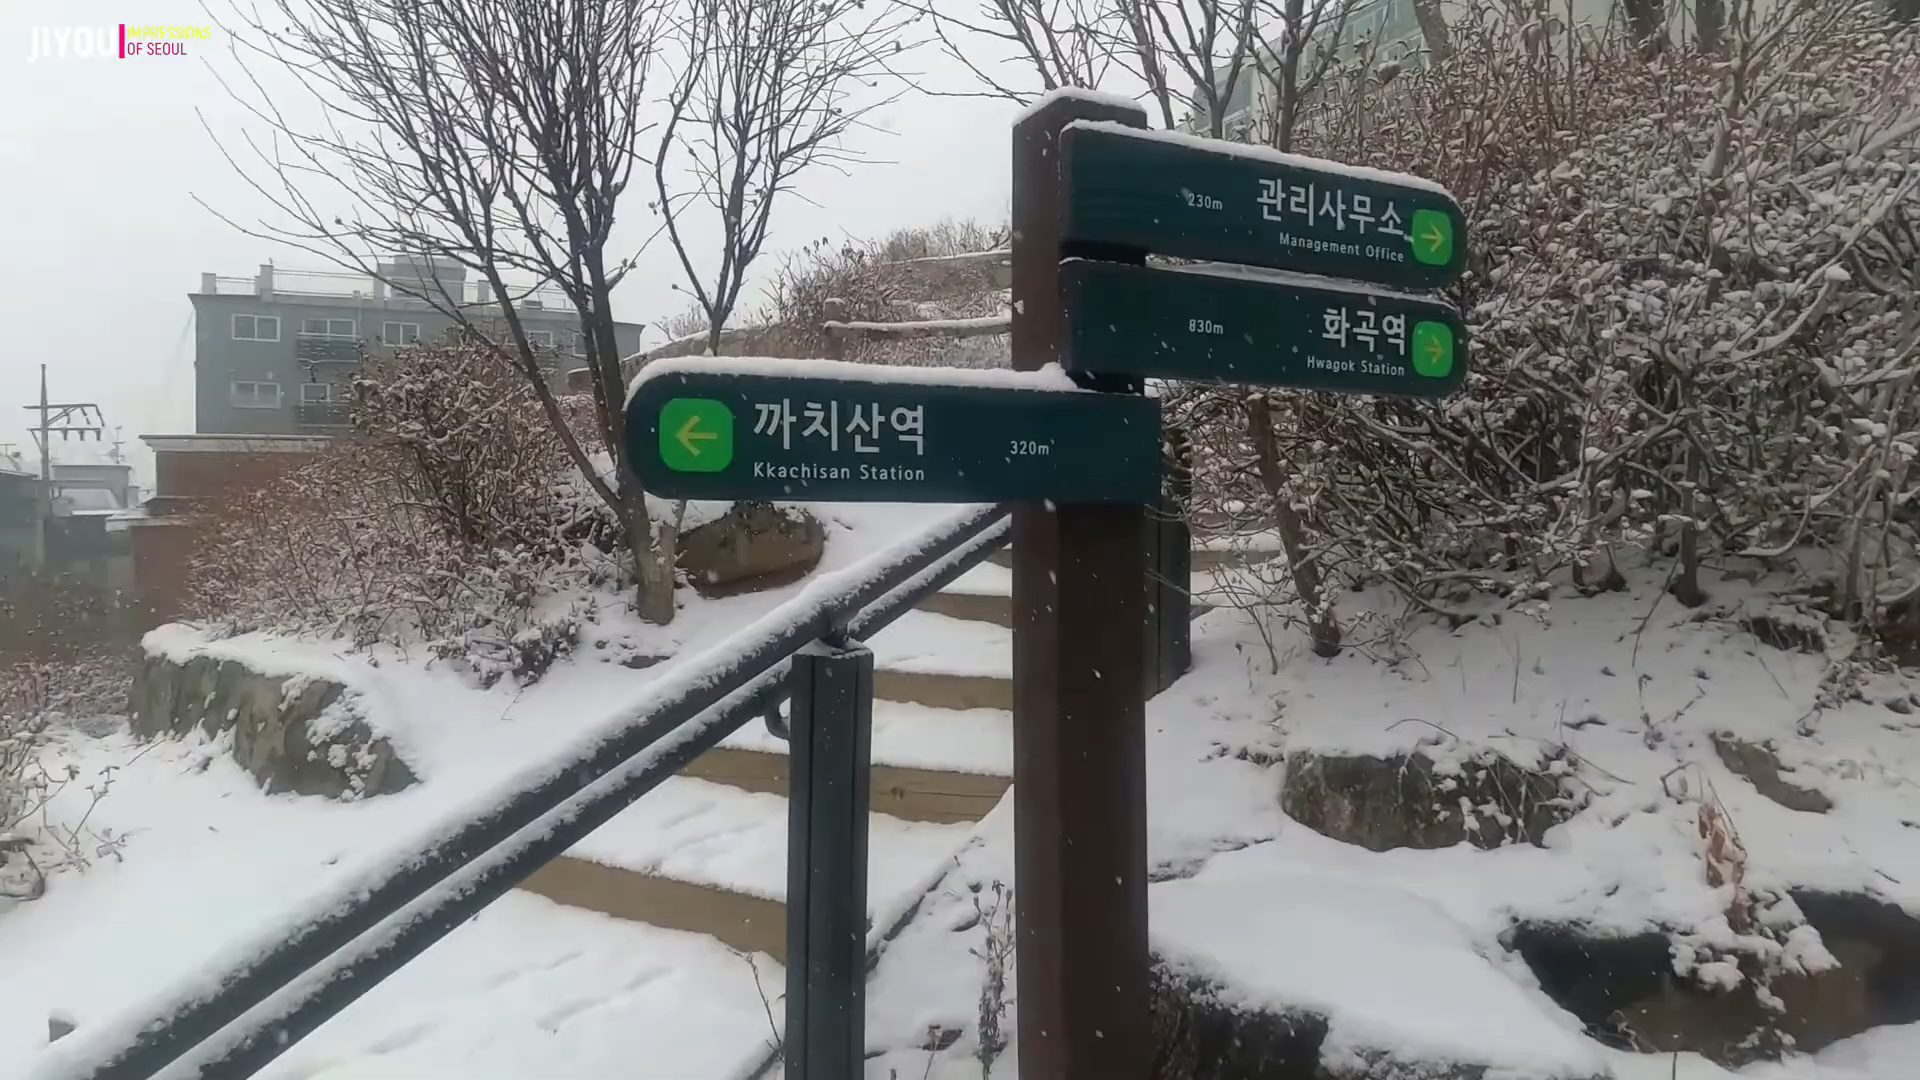 JIYOU IMPRESSIONS
OF SEOUL
230m 관리사무소
Management Office
830m 화곡역
Hwagok Station
까치산역 320m
Kkachisan Station